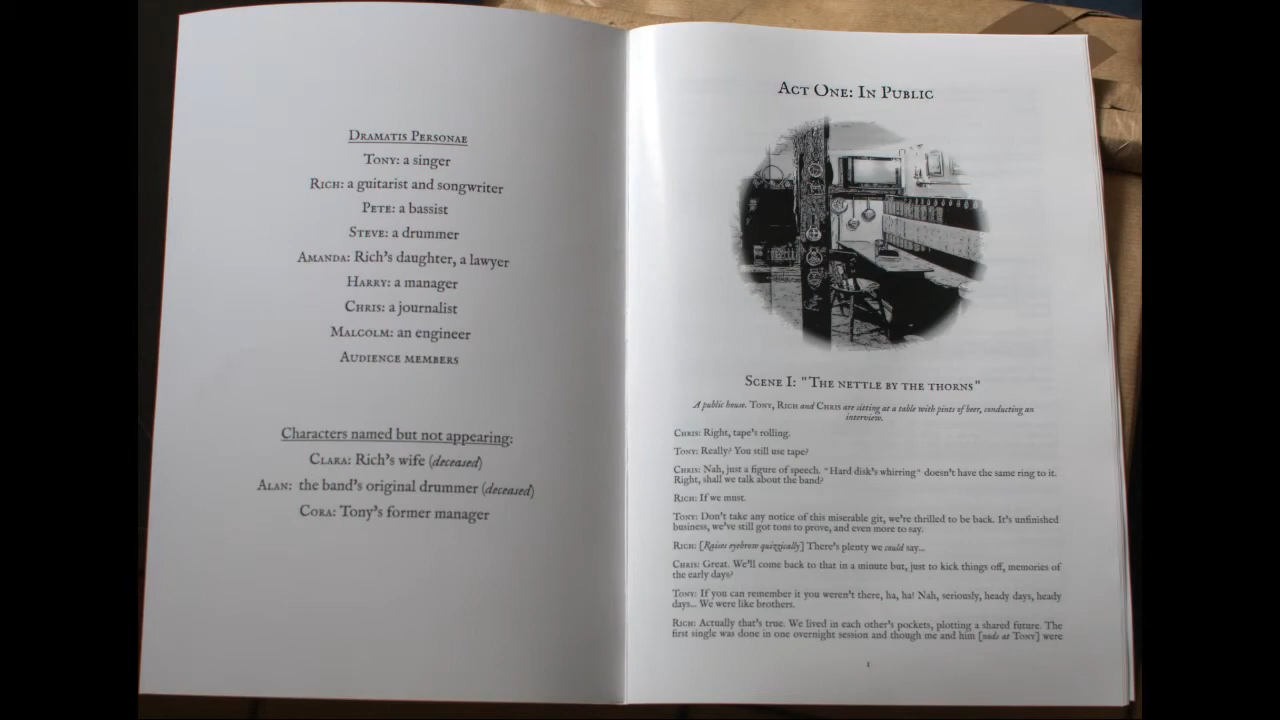 Dramatis Personae
Tony: a singer
Rich: a guitarist and songwriter
Pete: a bassist
Steve: a drummer
Amanda: Rich's daughter, a lawyer
Harry: a manager
Chris: a journalist
Malcolm: an engineer
Audience members
Characters named but not appearing:
Clara: Rich's wife (deceased)
Alan: the band's original drummer (deceased)
Cora: Tony's former manager
Act One: In Public
Scene I: "The nettle by the thorns"
A public house. Tony, Rich and Chris are sitting at a table with pints of beer, conducting an
interview.
Chris: Right, tape's rolling.
Tony: Really? You still use tape?
Chris: Nah, just a figure of speech. "Hard disk's whirring" doesn't have the same ring to it.
Right, shall we talk about the band?
Rich: If we must.
Tony: Don't take any notice of this miserable git, we're thrilled to be back. It's unfinished
business, we've still got tons to prove, and even more to say.
Rich: [Raises eyebrow quizzically] There's plenty we could say...
Chris: Great. We'll come back to that in a minute but, just to kick things off, memories of
the early days?
Tony: If you can remember it you weren't there, ha, ha! Nah, seriously, heady days, heady
days... We were like brothers.
Rich: Actually that's true. We lived in each other's pockets, plotting a shared future. The
first single was done in one overnight session and though me and him [nods at Tony] were
1